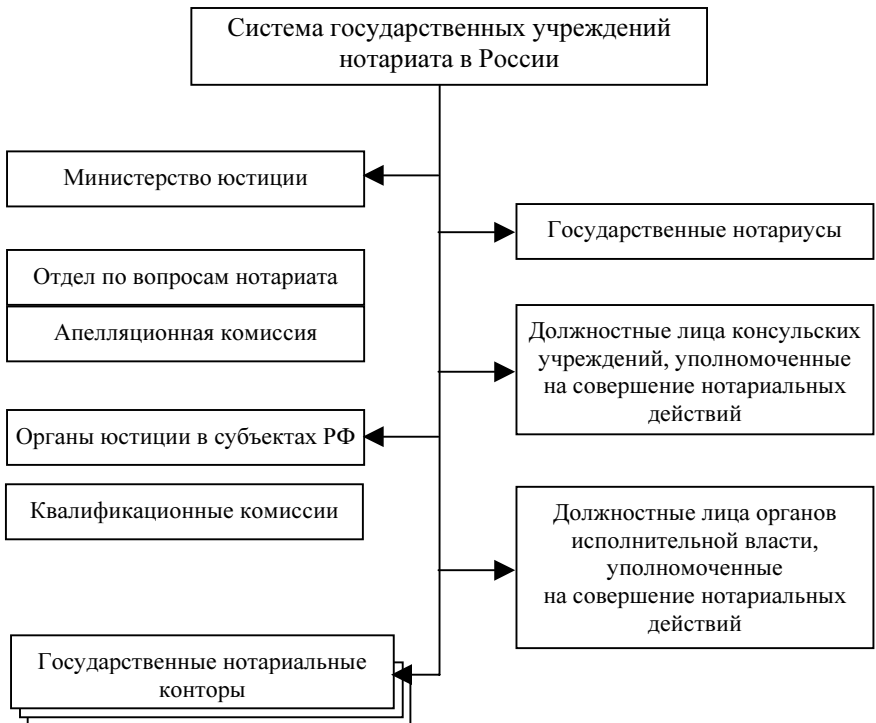 Система государственных учреждений
нотариата в России
Министерство юстиции
Государственные нотариусы
Отдел по вопросам нотариата
Апелляционная комиссия
Должностные лица консульских
учреждений, уполномоченные
на совершение нотариальных
действий
Органы юстиции в субъектах РФ
Квалификационные комиссии
Должностные лица органов
исполнительной власти,
уполномоченные
на совершение нотариальных
действий
Государственные нотариальные
конторы